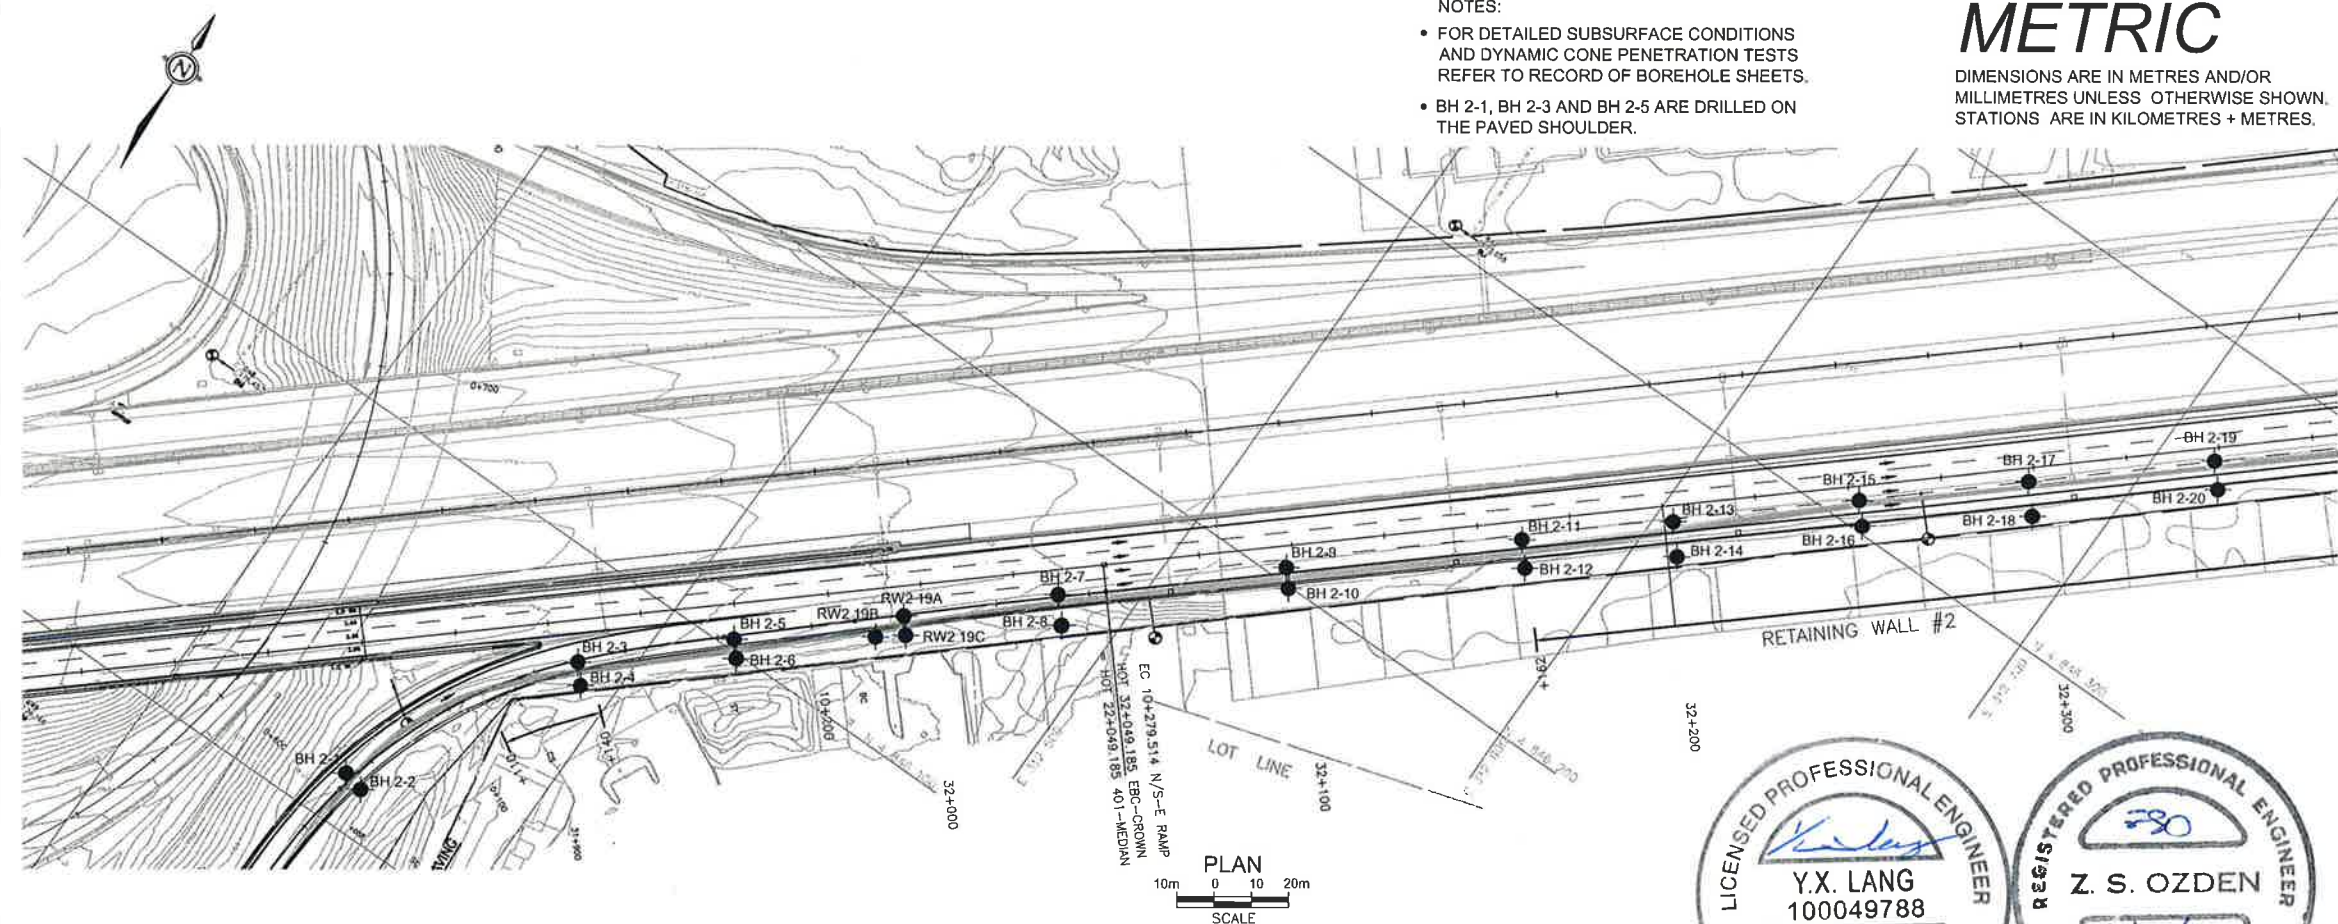 NOTES:
• FOR DETAILED SUBSURFACE CONDITIONS
AND DYNAMIC CONE PENETRATION TESTS
REFER TO RECORD OF BOREHOLE SHEETS.
• BH 2-1, BH 2-3 AND BH 2-5 ARE DRILLED ON
THE PAVED SHOULDER.
METRIC
DIMENSIONS ARE IN METRES AND/OR
MILLIMETRES UNLESS OTHERWISE SHOWN.
STATIONS ARE IN KILOMETRES + METRES.
N
0+700
BH 2-19
BH 2-17
BH 2-15
BH 2-20
BH 2-13
BH 2-18
BH 2-11
BH 2-16
BH 2-9
BH 2-14
BH 2-12
BH 2-7
BH 2-10
RW2 19A
RW2 19B
BH 2-8
BH 2-5
RW2 19C
BH 2-3
BH 2-6
BH 2-4
BH 2-2
RETAINING WALL #2
+162
+140
+110
10+200
10+100
31+900
32+000
32+100
32+200
32+300
EC 10+279.514 N/S-E RAMP
HOT 32+049.185 EBC-CROWN
= HOT 22+049.185 401-MEDIAN
LOT LINE
PLAN
10m 0 10 20m
SCALE
LICENSED PROFESSIONAL ENGINEER
Y.X. LANG
100049788
REGISTERED PROFESSIONAL ENGINEER
Z. S. OZDEN